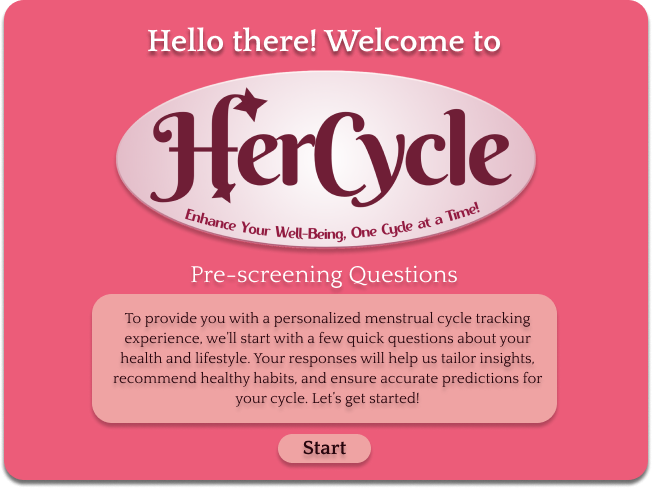 Hello there! Welcome to
HerCycle
Enhance Your Well-Being, One Cycle at a Time!
Pre-screening Questions
To provide you with a personalized menstrual cycle tracking
experience, we'll start with a few quick questions about your
health and lifestyle. Your responses will help us tailor insights,
recommend healthy habits, and ensure accurate predictions for
your cycle. Let's get started!
Start